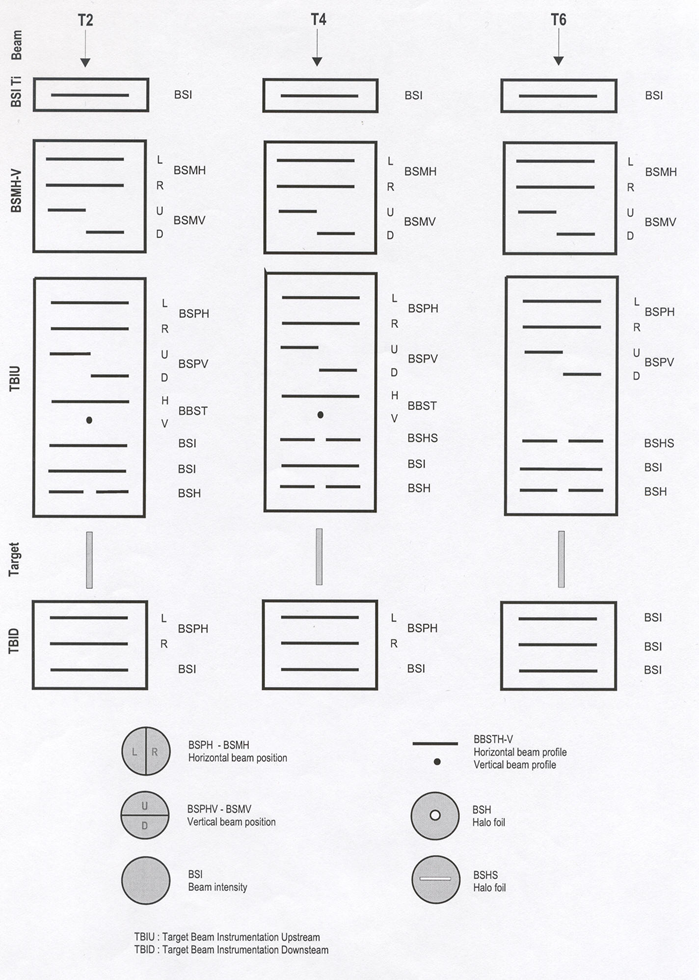 T2 T4 T6
Beam
BSI Ti
BSI BSI BSI
BSMH-V
L L L
BSMH BSMH BSMH
R R R
U U U
BSMV BSMV BSMV
D D D
TBIU
L L L
BSPH BSPH BSPH
R R R
U U U
BSPV BSPV BSPV
D D D
H H
BBST BBST
V V
BSI BSHS BSHS
BSI BSI BSI
BSH BSH BSH
Target
TBID
L L BSI
BSPH BSPH
R R BSI
BSI BSI BSI
L R
BSPH - BSMH
Horizontal beam position
BBSTH-V
Horizontal beam profile
Vertical beam profile
U
D
BSPHV - BSMV
Vertical beam position
BSH
Halo foil
BSI
Beam intensity
BSHS
Halo foil
TBIU : Target Beam Instrumentation Upstream
TBID : Target Beam Instrumentation Downsteam